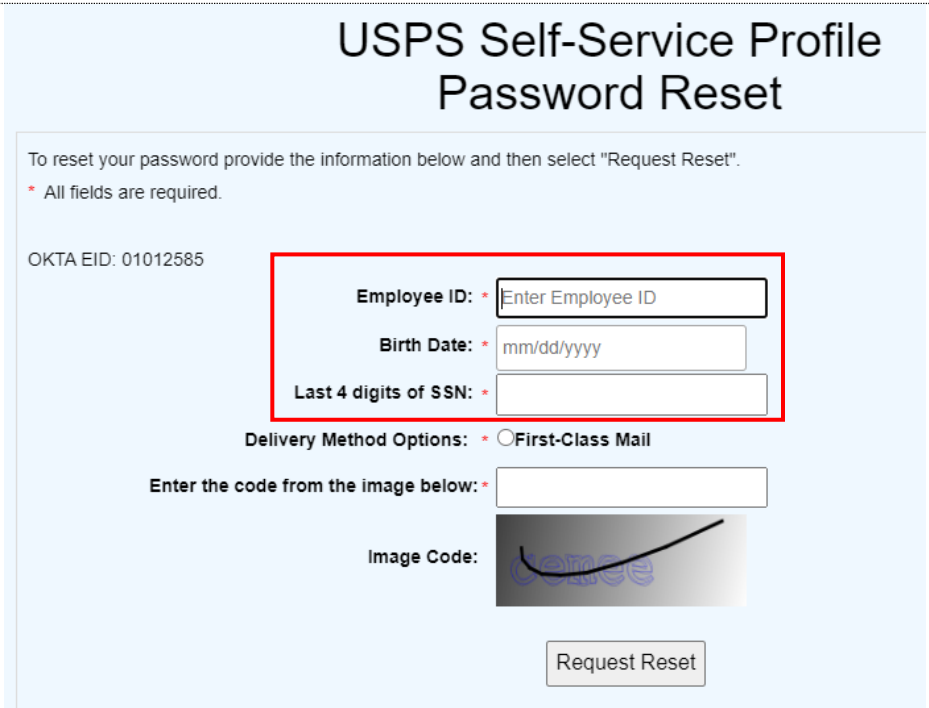 USPS Self-Service Profile
Password Reset
To reset your password provide the information below and then select "Request Reset".
* All fields are required.
OKTA EID: 01012585
Employee ID: * Enter Employee ID
Birth Date: * mm/dd/yyyy
Last 4 digits of SSN: *
Delivery Method Options: * First-Class Mail
Enter the code from the image below: *
Image Code:
Request Reset